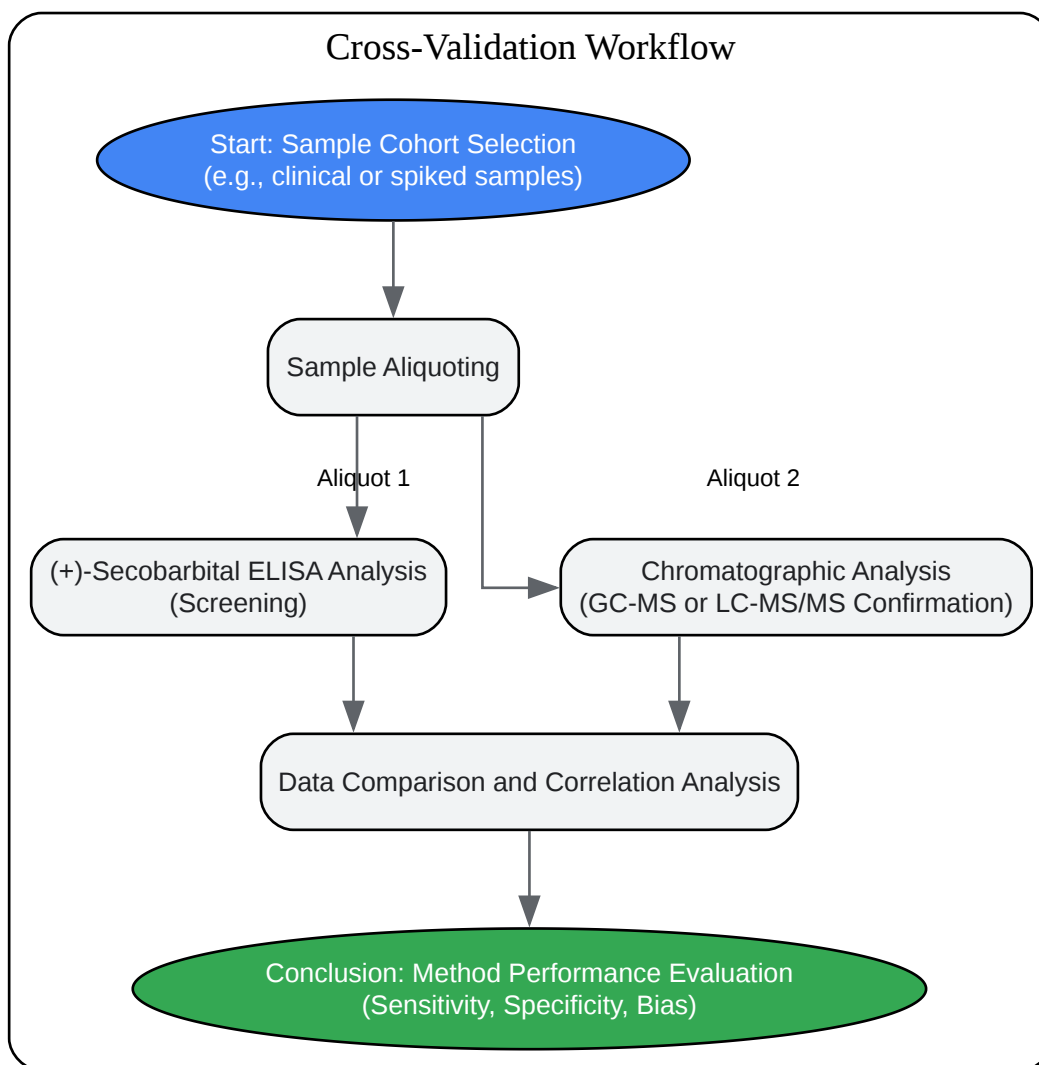 Cross-Validation Workflow
Start: Sample Cohort Selection
(e.g., clinical or spiked samples)
Sample Aliquoting
Aliquot 1
Aliquot 2
(+)-Secobarbital ELISA Analysis
(Screening)
Chromatographic Analysis
(GC-MS or LC-MS/MS Confirmation)
Data Comparison and Correlation Analysis
Conclusion: Method Performance Evaluation
(Sensitivity, Specificity, Bias)